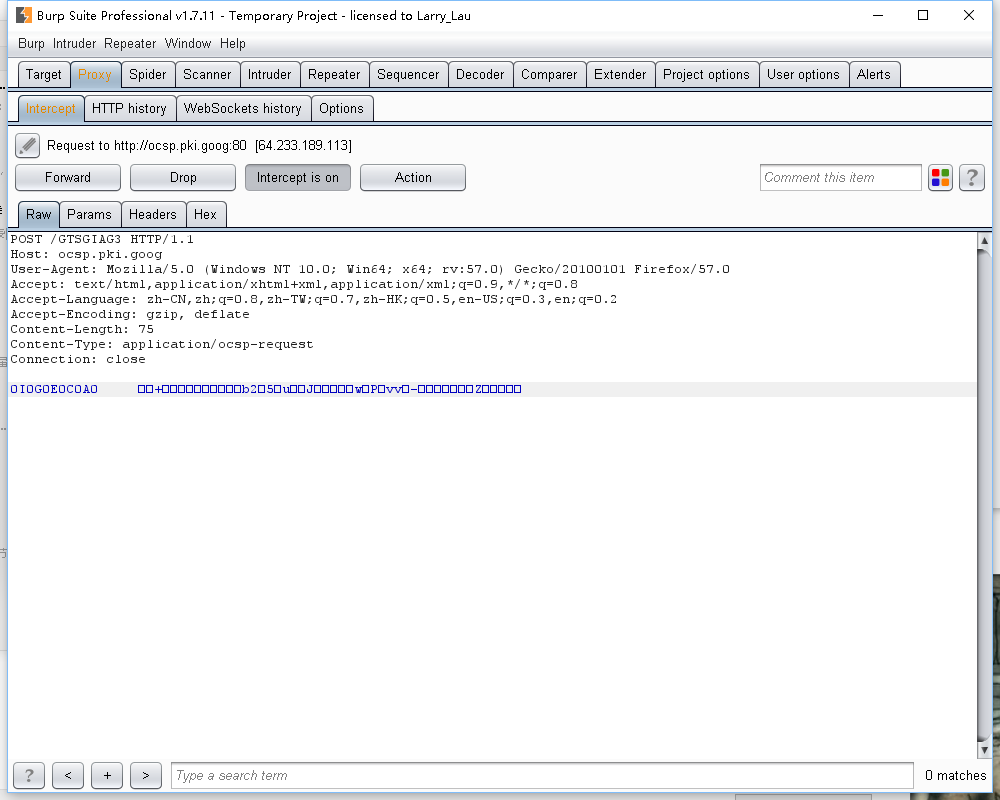 Burp Suite Professional v1.7.11 - Temporary Project - licensed to Larry_Lau
Burp Intruder Repeater Window Help
Target Proxy Spider Scanner Intruder Repeater Sequencer Decoder Comparer Extender Project options User options Alerts
Intercept HTTP history WebSockets history Options
Request to http://ocsp.pki.goog:80 [64.233.189.113]
Forward Drop Intercept is on Action Comment this item ?
Raw Params Headers Hex
POST /GTSGIAG3 HTTP/1.1
Host: ocsp.pki.goog
User-Agent: Mozilla/5.0 (Windows NT 10.0; Win64; x64; rv:57.0) Gecko/20100101 Firefox/57.0
Accept: text/html,application/xhtml+xml,application/xml;q=0.9,*/*;q=0.8
Accept-Language: zh-CN,zh;q=0.8,zh-TW;q=0.7,zh-HK;q=0.5,en-US;q=0.3,en;q=0.2
Accept-Encoding: gzip, deflate
Content-Length: 75
Content-Type: application/ocsp-request
Connection: close
0I0G0E0C0A0
? < + > Type a search term 0 matches